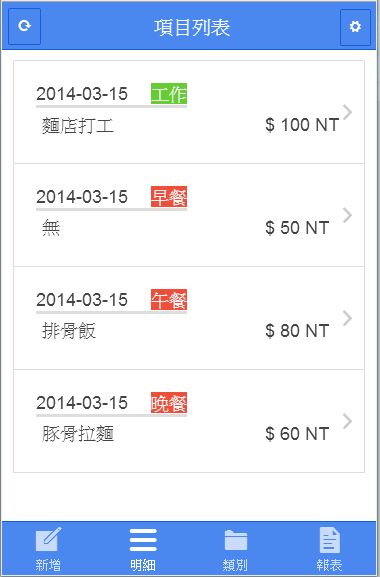 項目列表
2014-03-15 工作
麵店打工 $ 100 NT
2014-03-15 早餐
無 $ 50 NT
2014-03-15 午餐
排骨飯 $ 80 NT
2014-03-15 晚餐
豚骨拉麵 $ 60 NT
新增 明細 類別 報表